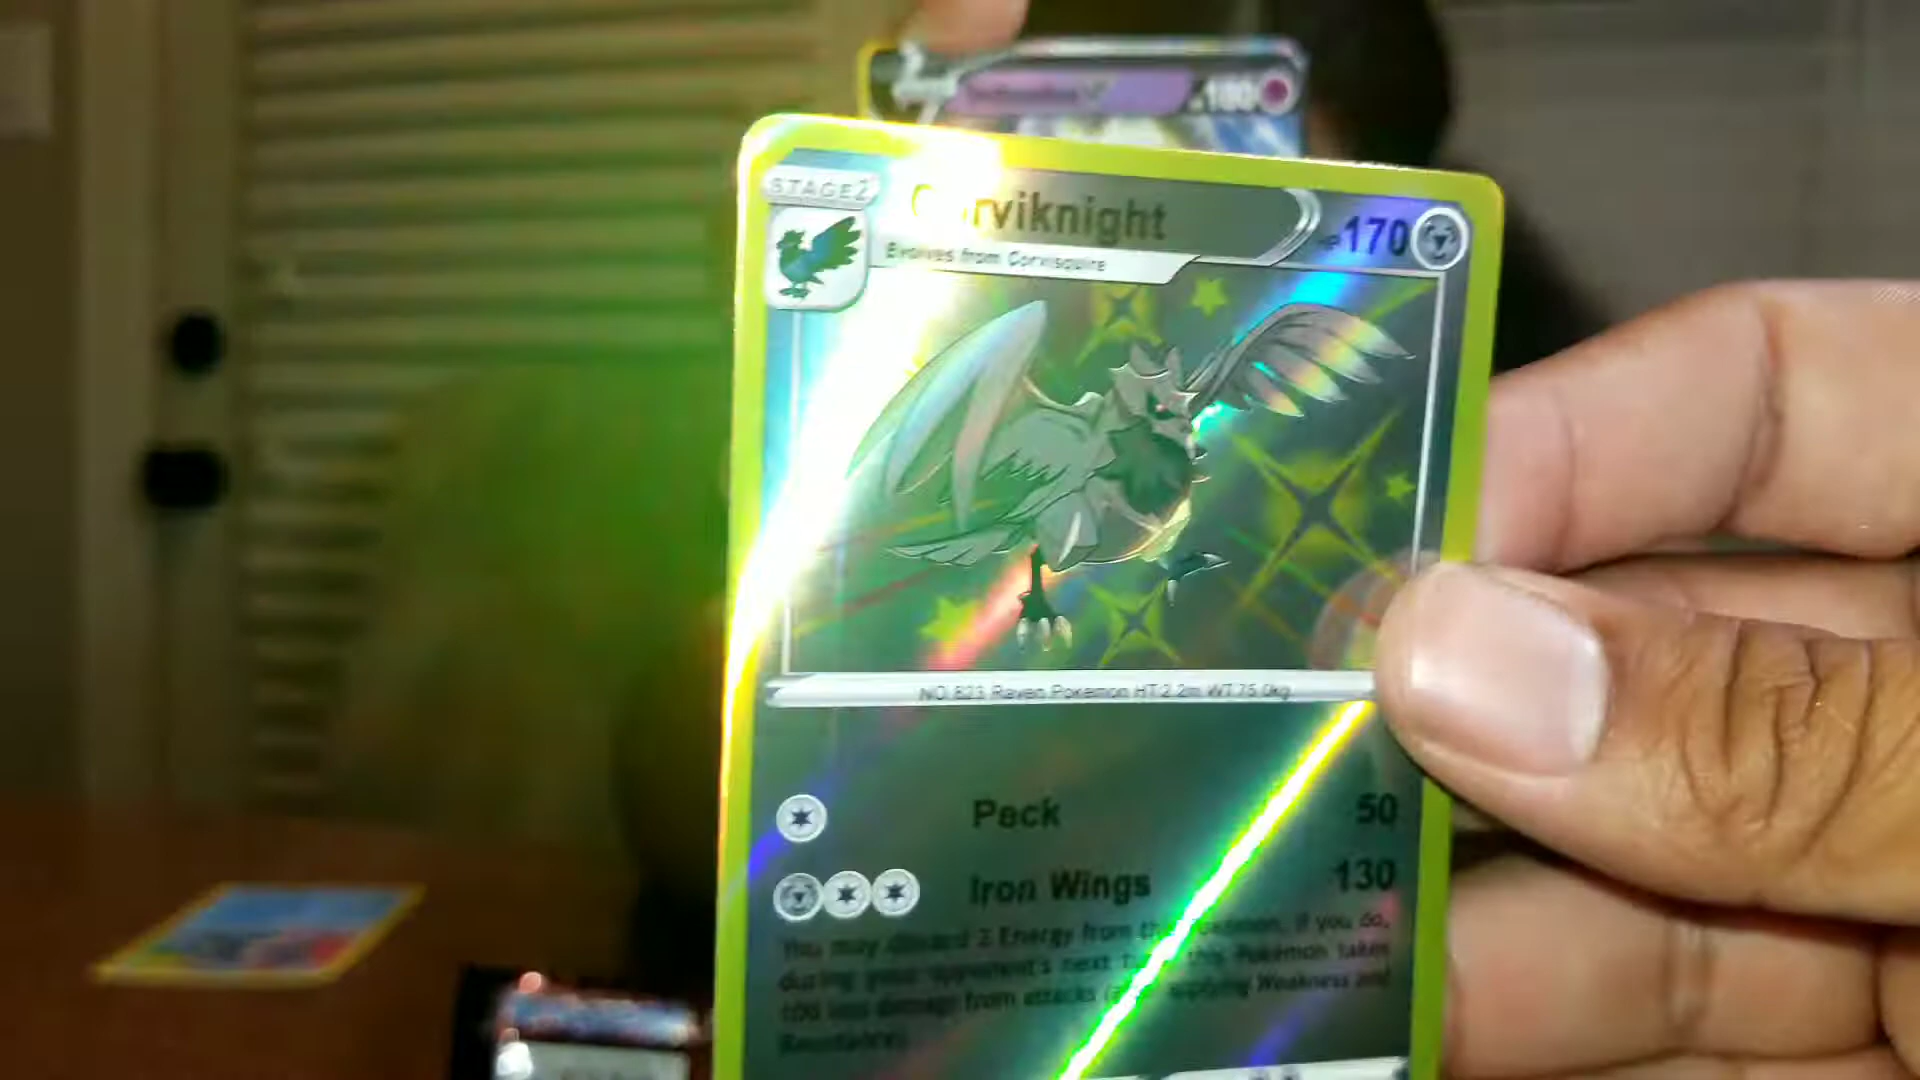 180
STAGE 2
Corviknight
HP 170
Evolves from Corvisquire
NO.823 Raven Pokémon HT:2.2m WT:75.0kg
Peck 50
Iron Wings 130
You may discard 2 Energy from this Pokémon. If you do,
during your opponent's next turn, this Pokémon takes
100 less damage from attacks (after applying Weakness and
Resistance).